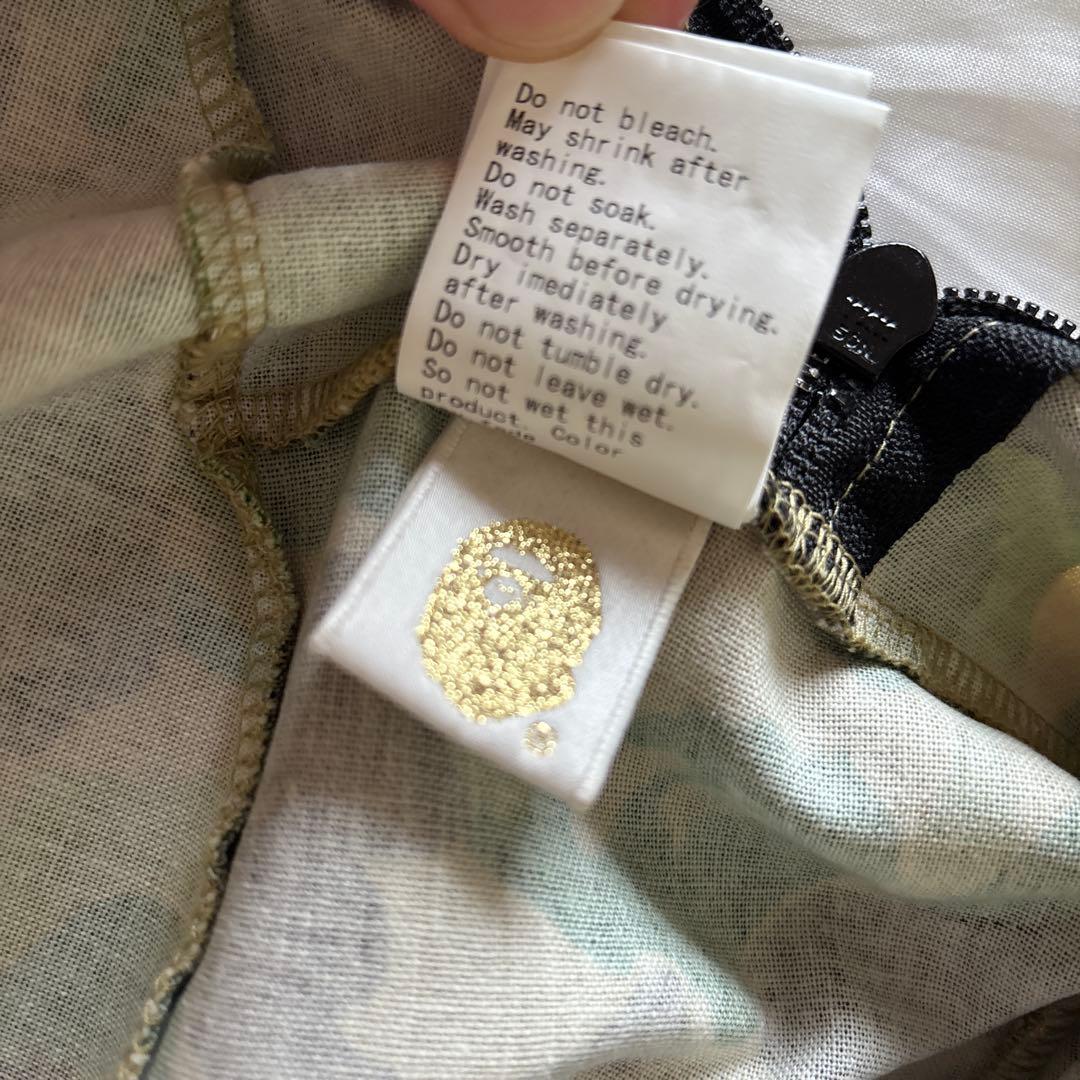 Do not bleach.
May shrink after
washing.
Do not soak.
Wash separately.
Smooth before drying.
Dry imediately
after washing.
Do not tumble dry.
Do not leave wet.
So not wet this
product. Color